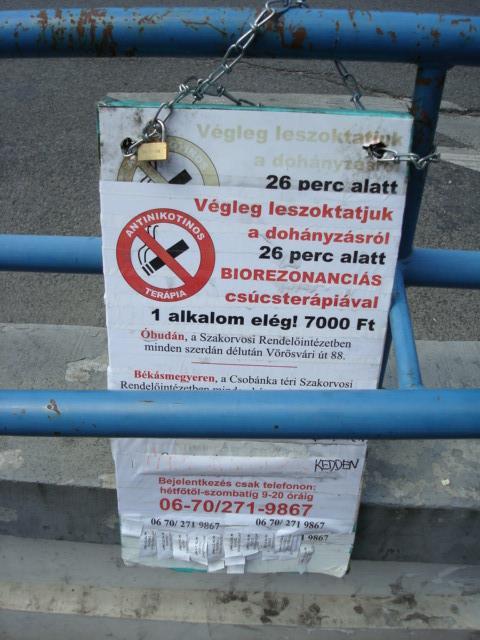 Végleg leszoktatjuk
a dohányzásról
26 perc alatt
ANTINIKOTINOS
TERÁPIA
Végleg leszoktatjuk
a dohányzásról
26 perc alatt
BIOREZONANCIÁS
csúcsterápiával
1 alkalom elég! 7000 Ft
Óbudán, a Szakorvosi Rendelőintézetben
minden szerdán délután Vörösvári út 88.
Békásmegyeren, a Csobánka téri Szakorvosi
Rendelőintézetben
KEDDEN
Bejelentkezés csak telefonon:
hétfőtől-szombatig 9-20 óráig
06-70/271-9867
06 70/ 271 9867 06 70/ 271 9867
9867